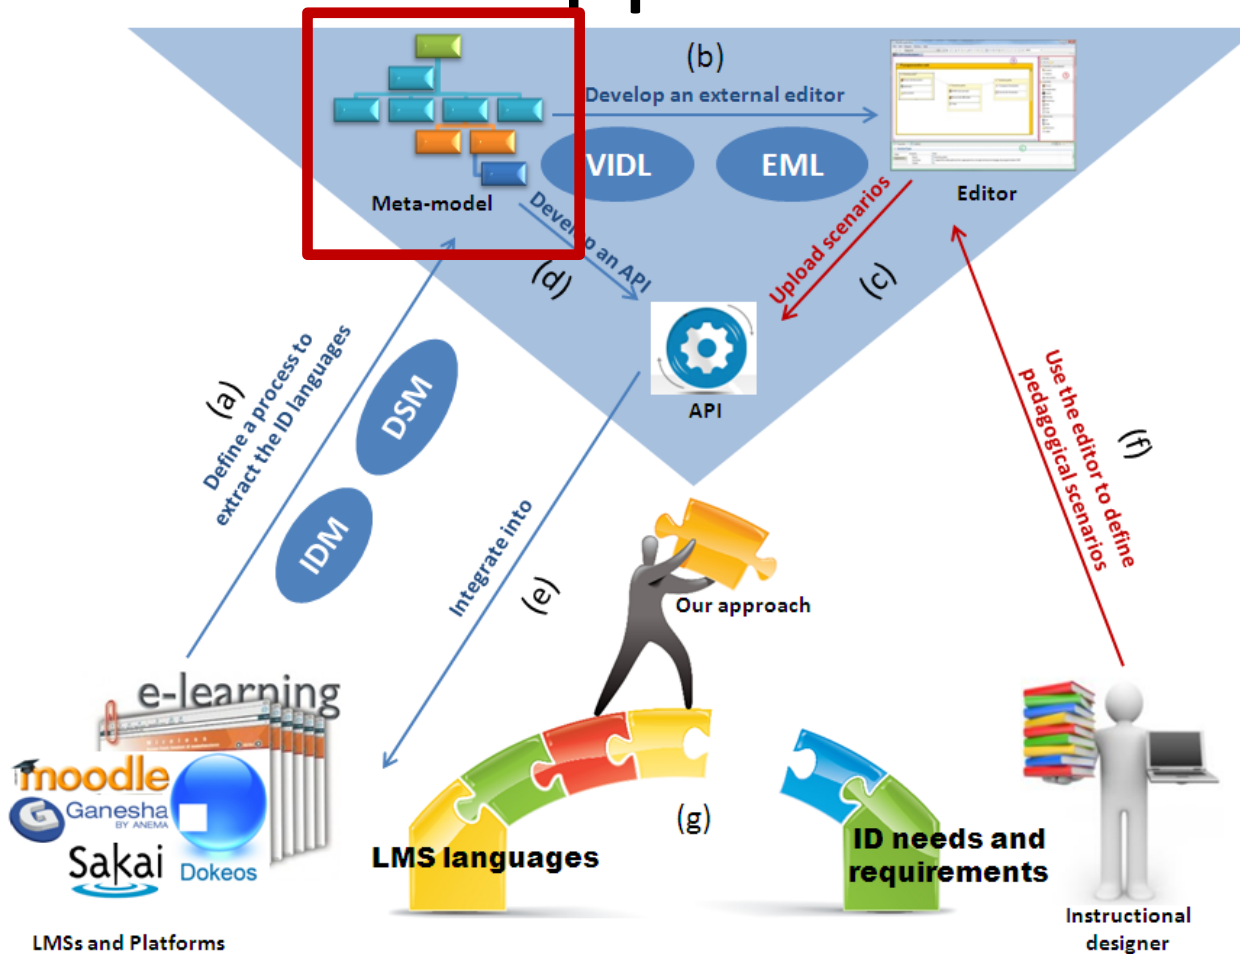 (b)
Develop an external editor
VIDL
EML
Meta-model
Editor
Develop an API
(d)
Upload scenarios
(c)
API
(a)
Define a process to
extract the ID languages
DSM
IDM
Use the editor to define
pedagogical scenarios
(f)
Integrate into
(e)
Our approach
e-learning
moodle
Ganesha
BY ANEMA
Sakai
Dokeos
LMSs and Platforms
(g)
LMS languages
ID needs and
requirements
Instructional
designer